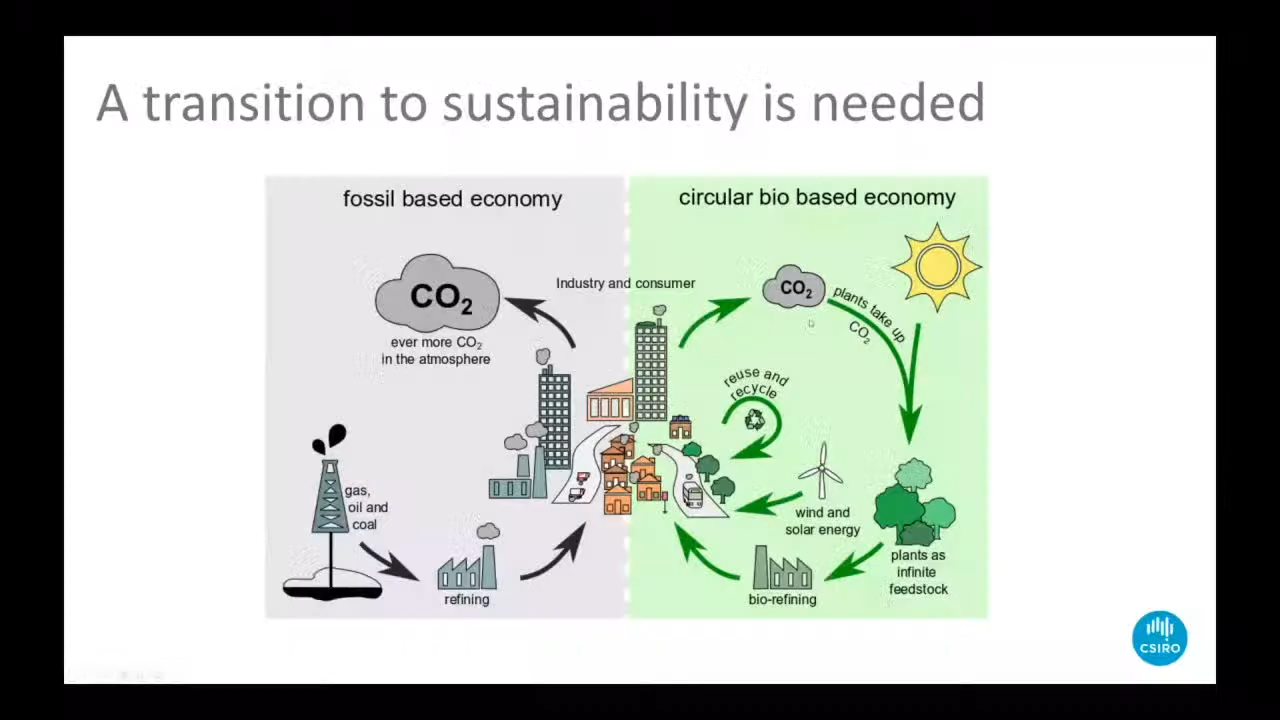 A transition to sustainability is needed
fossil based economy
circular bio based economy
CO₂
ever more CO₂
in the atmosphere
Industry and consumer
CO₂
plants take up
CO₂
reuse and
recycle
gas,
oil and
coal
refining
wind and
solar energy
bio-refining
plants as
infinite
feedstock
CSIRO